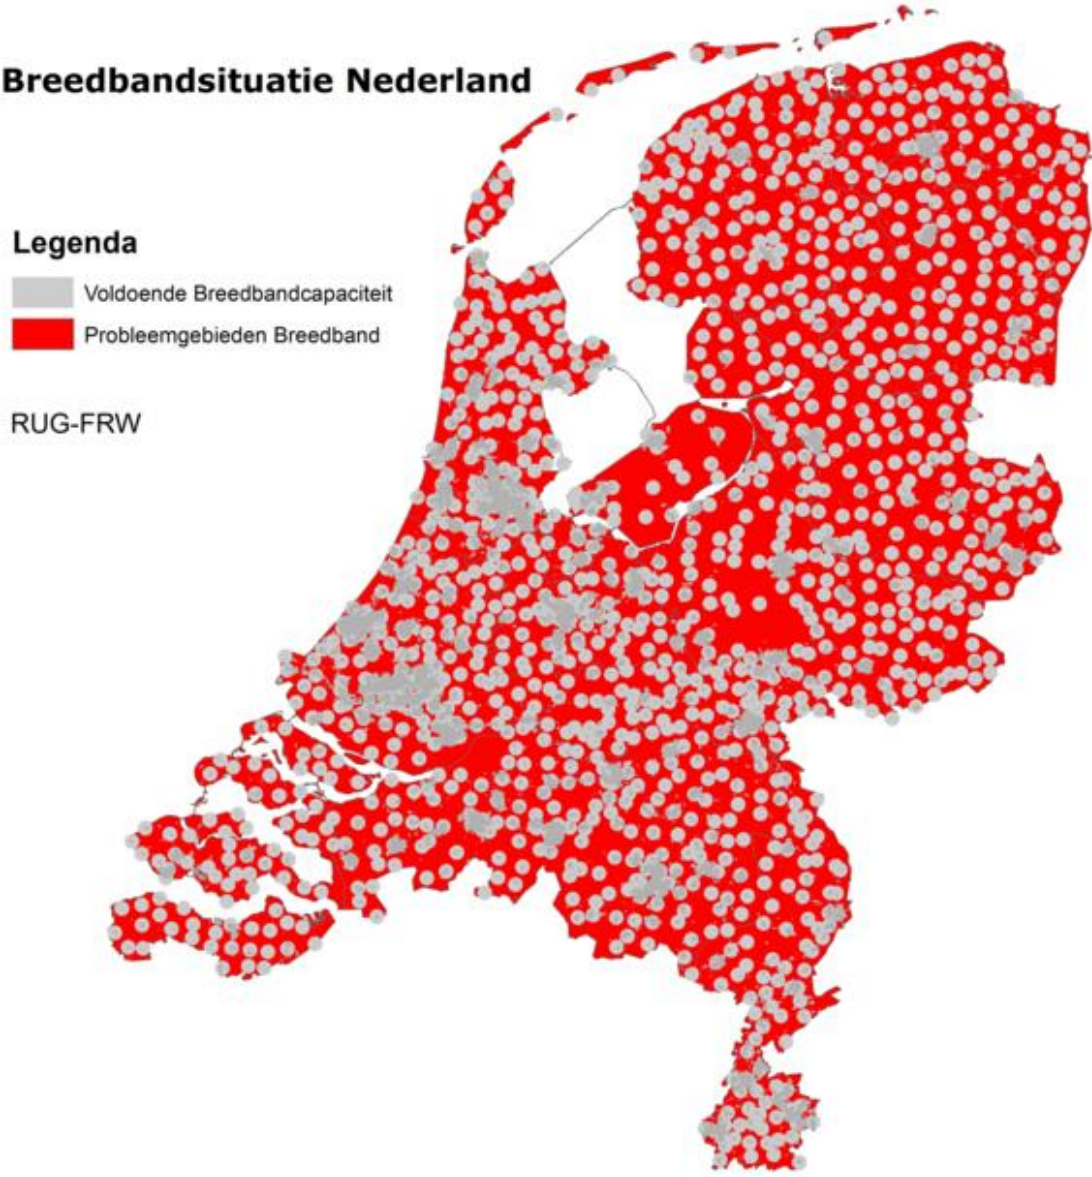 Breedbandsituatie Nederland
Legenda
Voldoende Breedbandcapaciteit
Probleemgebieden Breedband
RUG-FRW